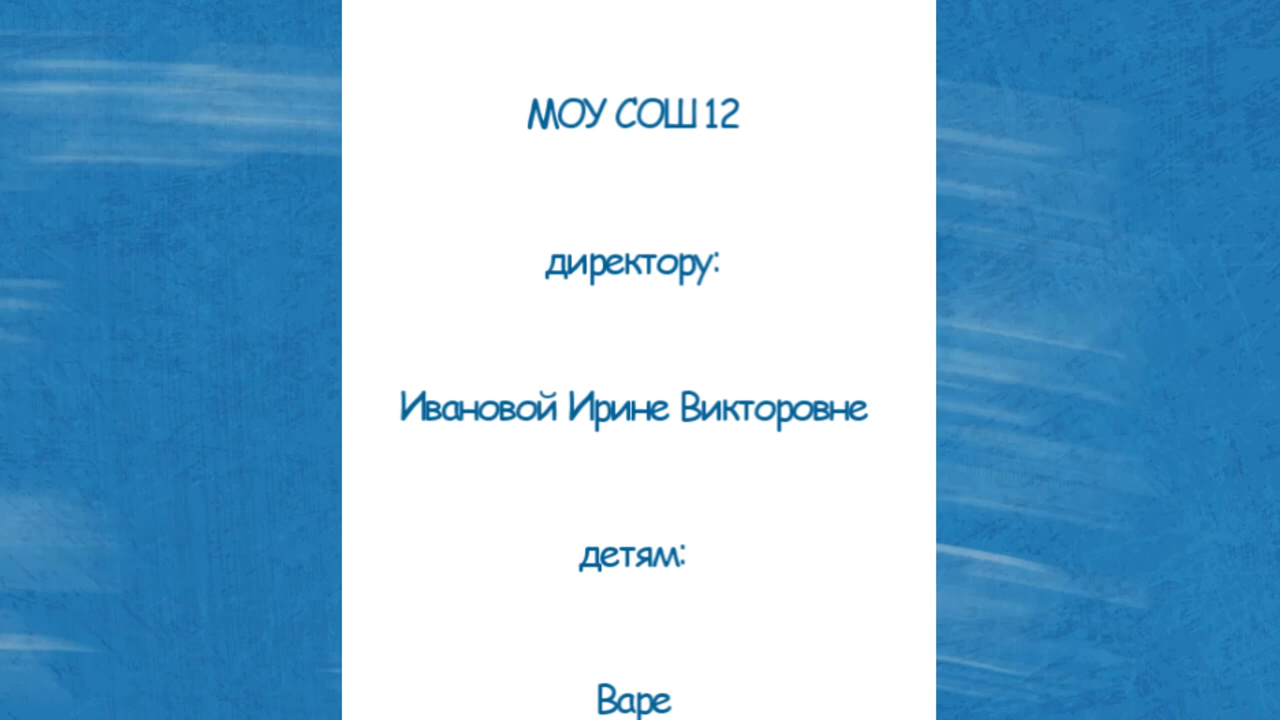 МОУ СОШ 12
директору:
Ивановой Ирине Викторовне
детям:
Варе